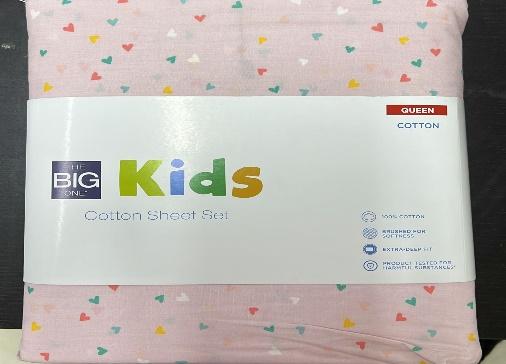 QUEEN
COTTON
THE
BIG
ONE
Kids
Cotton Sheet Set
100% COTTON
BRUSHED FOR
SOFTNESS
EXTRA-DEEP FIT
PRODUCT TESTED FOR
HARMFUL SUBSTANCES*